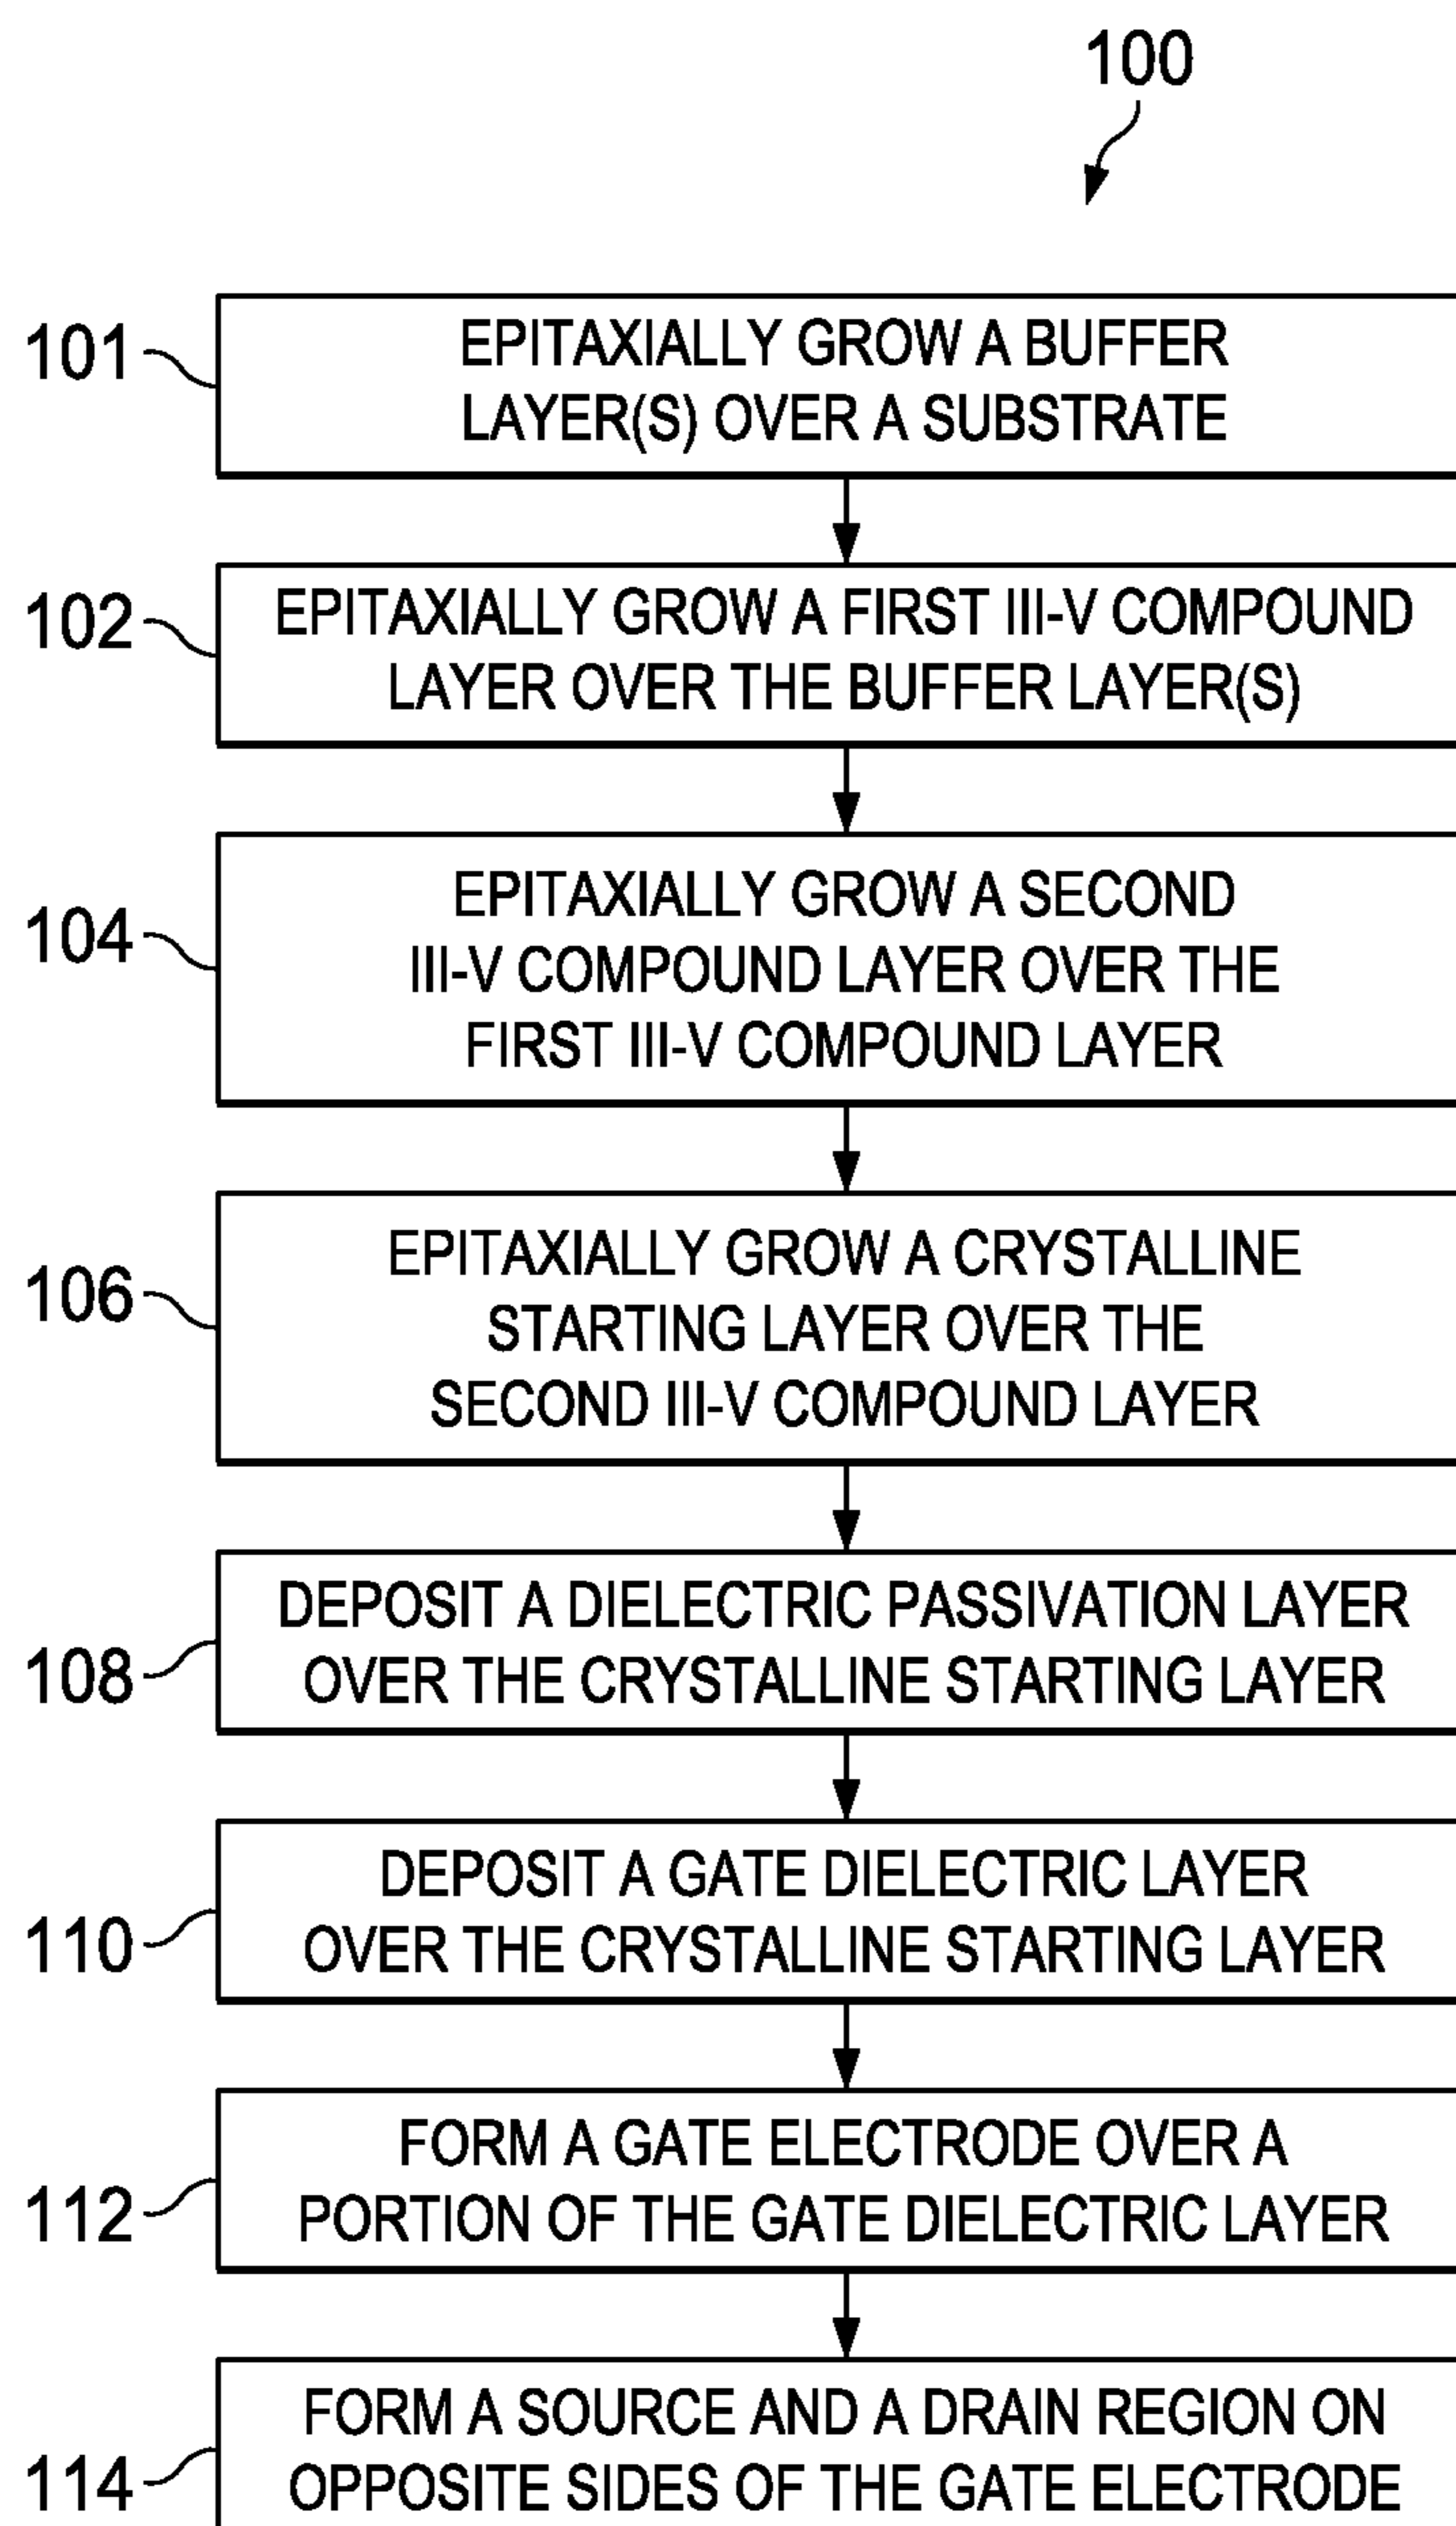 100
101
EPITAXIALLY GROW A BUFFER
LAYER(S) OVER A SUBSTRATE
102
EPITAXIALLY GROW A FIRST III-V COMPOUND
LAYER OVER THE BUFFER LAYER(S)
104
EPITAXIALLY GROW A SECOND
III-V COMPOUND LAYER OVER THE
FIRST III-V COMPOUND LAYER
106
EPITAXIALLY GROW A CRYSTALLINE
STARTING LAYER OVER THE
SECOND III-V COMPOUND LAYER
108
DEPOSIT A DIELECTRIC PASSIVATION LAYER
OVER THE CRYSTALLINE STARTING LAYER
110
DEPOSIT A GATE DIELECTRIC LAYER
OVER THE CRYSTALLINE STARTING LAYER
112
FORM A GATE ELECTRODE OVER A
PORTION OF THE GATE DIELECTRIC LAYER
114
FORM A SOURCE AND A DRAIN REGION ON
OPPOSITE SIDES OF THE GATE ELECTRODE